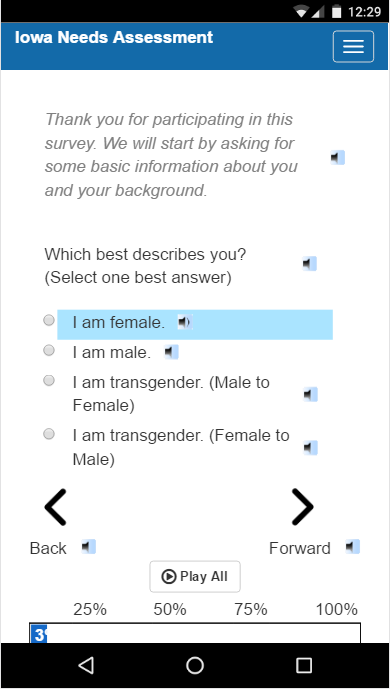 12:29
Iowa Needs Assessment
Thank you for participating in this
survey. We will start by asking for
some basic information about you
and your background.
Which best describes you?
(Select one best answer)
I am female.
I am male.
I am transgender. (Male to
Female)
I am transgender. (Female to
Male)
Back Forward
Play All
25% 50% 75% 100%